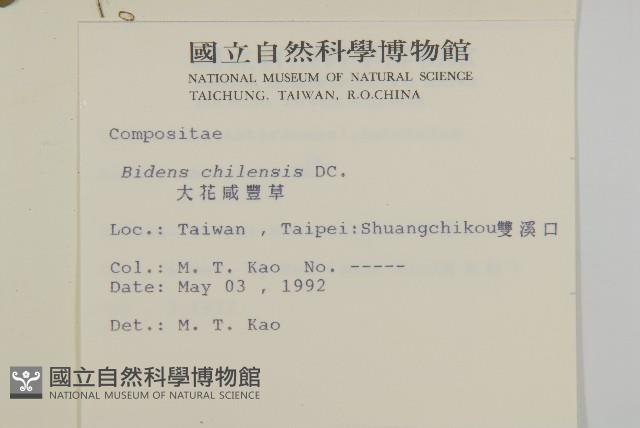 國立自然科學博物館
NATIONAL MUSEUM OF NATURAL SCIENCE
TAICHUNG, TAIWAN, R.O.CHINA
Compositae
Bidens chilensis DC.
大花咸豐草
Loc.: Taiwan , Taipei:Shuangchikou雙溪口
Col.: M. T. Kao No. -----
Date: May 03 , 1992
Det.: M. T. Kao
國立自然科學博物館
NATIONAL MUSEUM OF NATURAL SCIENCE